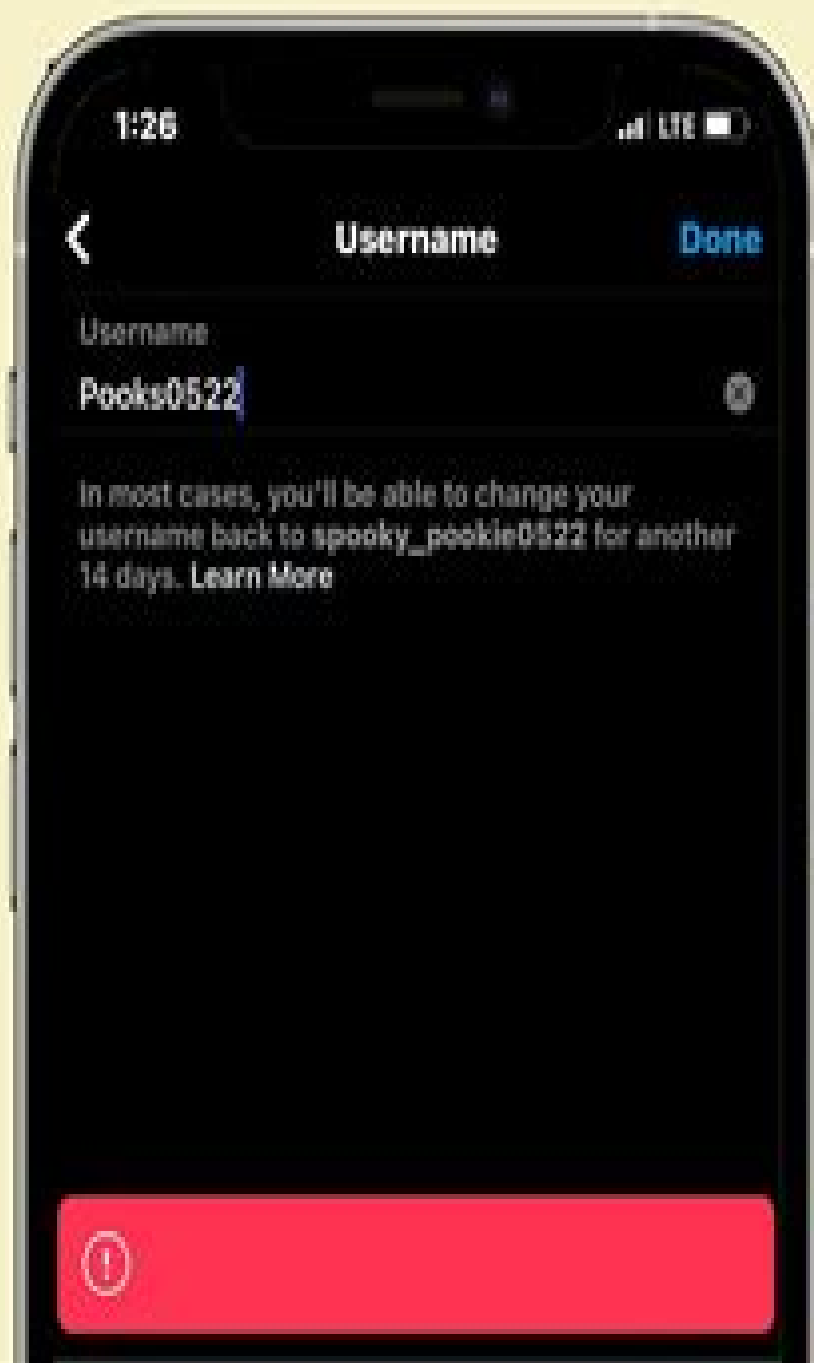 1:26
LTE
Username
Done
Username
Pooks0522
In most cases, you'll be able to change your
username back to spooky_pookie0522 for another
14 days. Learn More
!